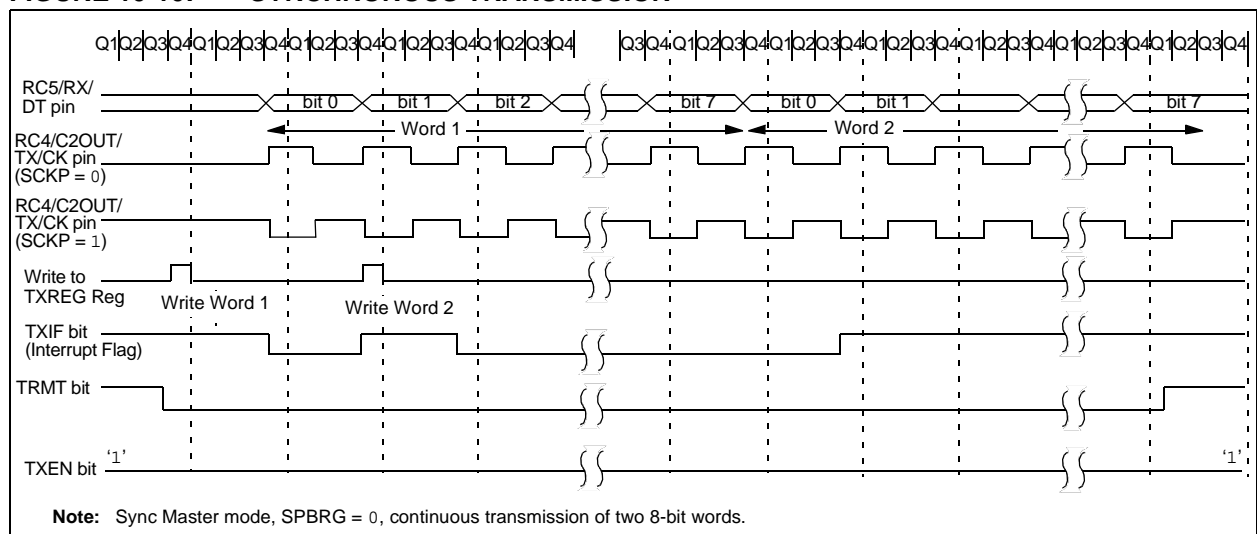 FIGURE 16-10: SYNCHRONOUS TRANSMISSION
Q1Q2Q3Q4Q1Q2Q3Q4Q1Q2Q3Q4Q1Q2Q3Q4Q1Q2Q3Q4 Q3Q4Q1Q2Q3Q4Q1Q2Q3Q4Q1Q2Q3Q4Q1Q2Q3Q4Q1Q2Q3Q4Q1Q2Q3Q4
RC5/RX/
DT pin
bit 0 bit 1 bit 2 bit 7 bit 0 bit 1 bit 7
Word 1 Word 2
RC4/C2OUT/
TX/CK pin
(SCKP = 0)
RC4/C2OUT/
TX/CK pin
(SCKP = 1)
Write to
TXREG Reg
Write Word 1 Write Word 2
TXIF bit
(Interrupt Flag)
TRMT bit
TXEN bit '1' '1'
Note: Sync Master mode, SPBRG = 0, continuous transmission of two 8-bit words.